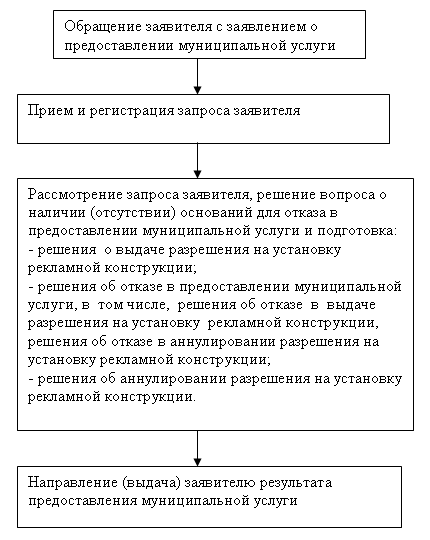 Обращение заявителя с заявлением о
предоставлении муниципальной услуги
Прием и регистрация запроса заявителя
Рассмотрение запроса заявителя, решение вопроса о
наличии (отсутствии) оснований для отказа в
предоставлении муниципальной услуги и подготовка:
- решения о выдаче разрешения на установку
рекламной конструкции;
- решения об отказе в предоставлении муниципальной
услуги, в том числе, решения об отказе в выдаче
разрешения на установку рекламной конструкции,
решения об отказе в аннулировании разрешения на
установку рекламной конструкции;
- решения об аннулировании разрешения на установку
рекламной конструкции.
Направление (выдача) заявителю результата
предоставления муниципальной услуги